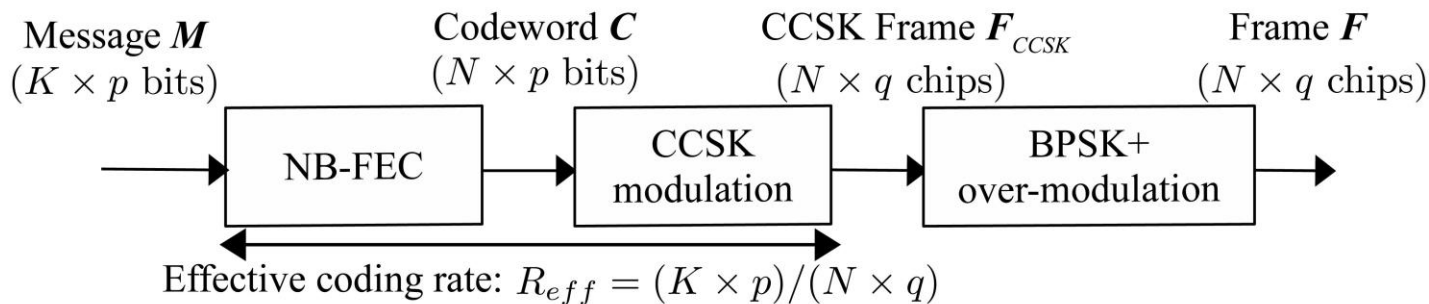 Message M
(K × p bits)
Codeword C
(N × p bits)
CCSK Frame F_CCSK
(N × q chips)
Frame F
(N × q chips)
NB-FEC
CCSK
modulation
BPSK+
over-modulation
Effective coding rate: R_eff = (K × p)/(N × q)